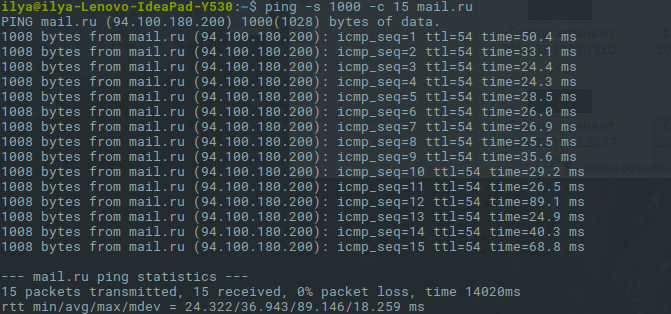 ilya@ilya-Lenovo-IdeaPad-Y530:~$ ping -s 1000 -c 15 mail.ru
PING mail.ru (94.100.180.200) 1000(1028) bytes of data.
1008 bytes from mail.ru (94.100.180.200): icmp_seq=1 ttl=54 time=50.4 ms
1008 bytes from mail.ru (94.100.180.200): icmp_seq=2 ttl=54 time=33.1 ms
1008 bytes from mail.ru (94.100.180.200): icmp_seq=3 ttl=54 time=24.4 ms
1008 bytes from mail.ru (94.100.180.200): icmp_seq=4 ttl=54 time=24.3 ms
1008 bytes from mail.ru (94.100.180.200): icmp_seq=5 ttl=54 time=28.5 ms
1008 bytes from mail.ru (94.100.180.200): icmp_seq=6 ttl=54 time=26.0 ms
1008 bytes from mail.ru (94.100.180.200): icmp_seq=7 ttl=54 time=26.9 ms
1008 bytes from mail.ru (94.100.180.200): icmp_seq=8 ttl=54 time=25.5 ms
1008 bytes from mail.ru (94.100.180.200): icmp_seq=9 ttl=54 time=35.6 ms
1008 bytes from mail.ru (94.100.180.200): icmp_seq=10 ttl=54 time=29.2 ms
1008 bytes from mail.ru (94.100.180.200): icmp_seq=11 ttl=54 time=26.5 ms
1008 bytes from mail.ru (94.100.180.200): icmp_seq=12 ttl=54 time=89.1 ms
1008 bytes from mail.ru (94.100.180.200): icmp_seq=13 ttl=54 time=24.9 ms
1008 bytes from mail.ru (94.100.180.200): icmp_seq=14 ttl=54 time=40.3 ms
1008 bytes from mail.ru (94.100.180.200): icmp_seq=15 ttl=54 time=68.8 ms
--- mail.ru ping statistics ---
15 packets transmitted, 15 received, 0% packet loss, time 14020ms
rtt min/avg/max/mdev = 24.322/36.943/89.146/18.259 ms